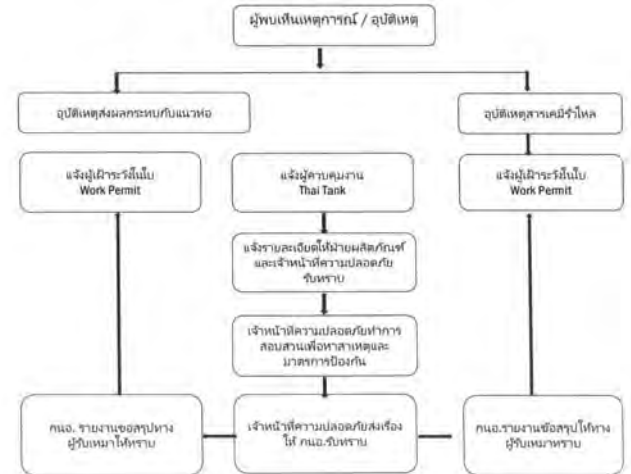 ผู้พบเห็นเหตุการณ์ / อุบัติเหตุ
อุบัติเหตุส่งผลกระทบกับแนวท่อ
อุบัติเหตุสารเคมีรั่วไหล
แจ้งผู้เฝ้าระวังในใบ
Work Permit
แจ้งผู้ควบคุมงาน
Thai Tank
แจ้งผู้เฝ้าระวังในใบ
Work Permit
แจ้งรายละเอียดให้ฝ่ายผลิตภัณฑ์
และเจ้าหน้าที่ความปลอดภัย
รับทราบ
เจ้าหน้าที่ความปลอดภัยทำการ
สอบสวนเพื่อหาสาเหตุและ
มาตรการป้องกัน
กนอ. รายงานขอสรุปทาง
ผู้รับเหมาให้ทราบ
เจ้าหน้าที่ความปลอดภัยส่งเรื่อง
ให้ กนอ.รับทราบ
กนอ.รายงานข้อสรุปให้ทาง
ผู้รับเหมาทราบ